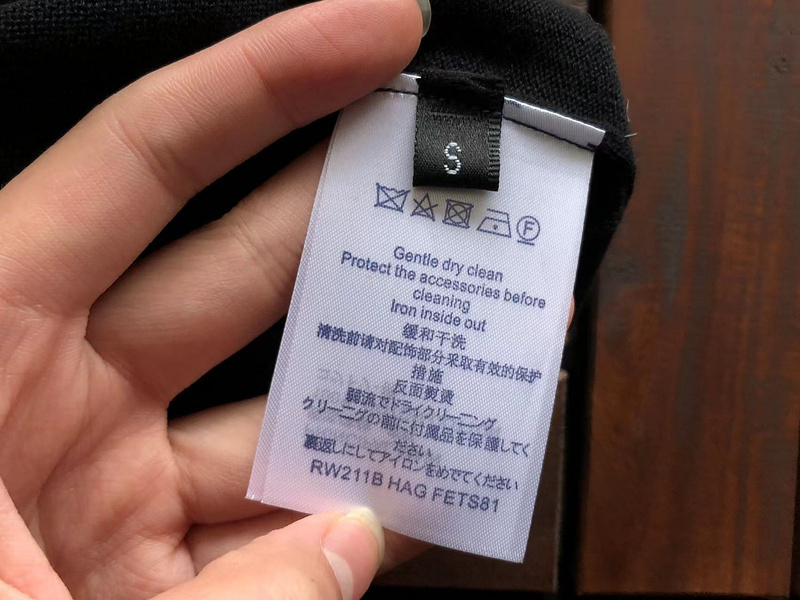 S
F
Gentle dry clean
Protect the accessories before
cleaning
Iron inside out
缓和干洗
清洗前请对配饰部分采取有效的保护
措施
反面熨烫
弱流でドライクリーニング
クリーニングの前に付属品を保護してく
ださい
裏返しにしてアイロンをめでてください
RW211B HAG FETS81